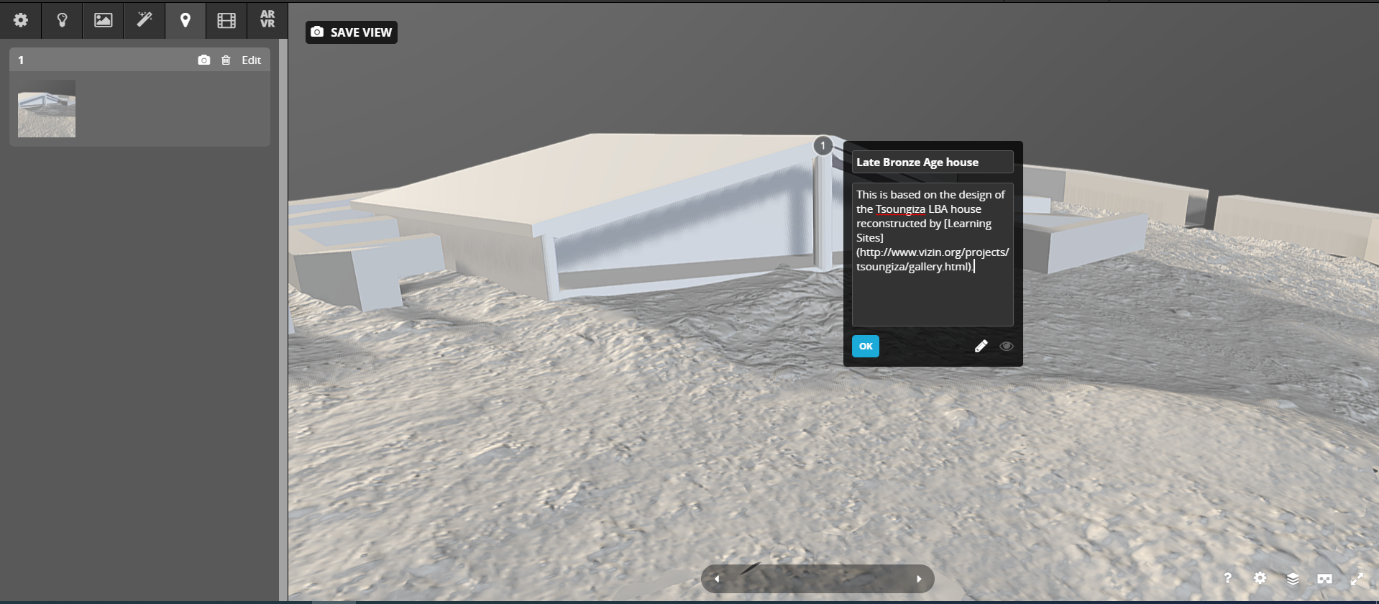 AR
VR
SAVE VIEW
1
Edit
1
Late Bronze Age house
This is based on the design of
the Tsoungiza LBA house
reconstructed by [Learning
Sites]
(http://www.vizin.org/projects/
tsoungiza/gallery.html).
OK
?